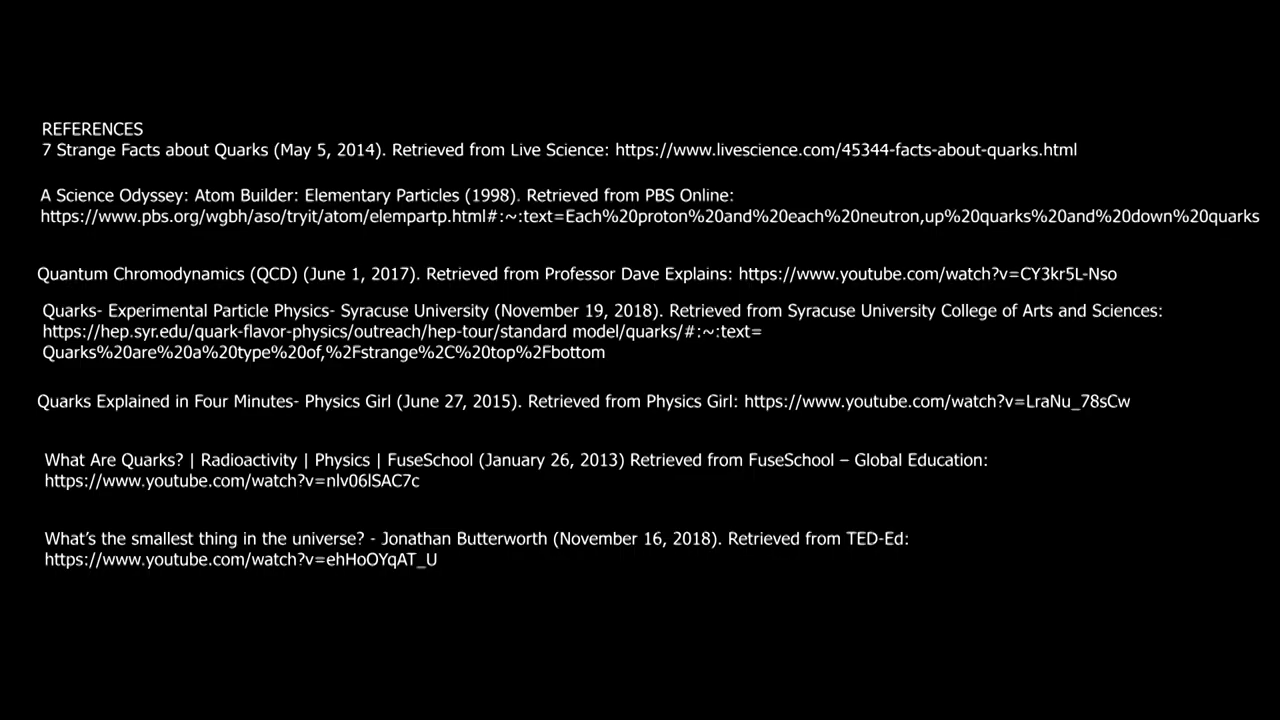 REFERENCES
7 Strange Facts about Quarks (May 5, 2014). Retrieved from Live Science: https://www.livescience.com/45344-facts-about-quarks.html
A Science Odyssey: Atom Builder: Elementary Particles (1998). Retrieved from PBS Online:
https://www.pbs.org/wgbh/aso/tryit/atom/elempartp.html#:~:text=Each%20proton%20and%20each%20neutron,up%20quarks%20and%20down%20quarks
Quantum Chromodynamics (QCD) (June 1, 2017). Retrieved from Professor Dave Explains: https://www.youtube.com/watch?v=CY3kr5L-Nso
Quarks- Experimental Particle Physics- Syracuse University (November 19, 2018). Retrieved from Syracuse University College of Arts and Sciences:
https://hep.syr.edu/quark-flavor-physics/outreach/hep-tour/standard model/quarks/#:~:text=
Quarks%20are%20a%20type%20of,%2Fstrange%2C%20top%2Fbottom
Quarks Explained in Four Minutes- Physics Girl (June 27, 2015). Retrieved from Physics Girl: https://www.youtube.com/watch?v=LraNu_78sCw
What Are Quarks? | Radioactivity | Physics | FuseSchool (January 26, 2013) Retrieved from FuseSchool – Global Education:
https://www.youtube.com/watch?v=nlv06lSAC7c
What's the smallest thing in the universe? - Jonathan Butterworth (November 16, 2018). Retrieved from TED-Ed:
https://www.youtube.com/watch?v=ehHoOYqAT_U